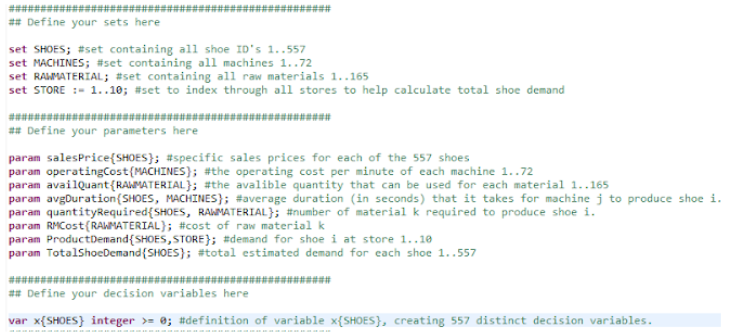 ####################################################
## Define your sets here
set SHOES; #set containing all shoe ID's 1..557
set MACHINES; #set containing all machines 1..72
set RAWMATERIAL; #set containing all raw materials 1..165
set STORE := 1..10; #set to index through all stores to help calculate total shoe demand
####################################################
## Define your parameters here
param salesPrice{SHOES}; #specific sales prices for each of the 557 shoes
param operatingCost{MACHINES}; #the operating cost per minute of each machine 1..72
param availQuant{RAWMATERIAL}; #the avalible quantity that can be used for each material 1..165
param avgDuration{SHOES, MACHINES}; #average duration (in seconds) that it takes for machine j to produce shoe i.
param quantityRequired{SHOES, RAWMATERIAL}; #number of material k required to produce shoe i.
param RMCost{RAWMATERIAL}; #cost of raw material k
param ProductDemand{SHOES,STORE}; #demand for shoe i at store 1..10
param TotalShoeDemand{SHOES}; #total estimated demand for each shoe 1..557
####################################################
## Define your decision variables here
var x{SHOES} integer >= 0; #definition of variable x{SHOES}, creating 557 distinct decision variables.